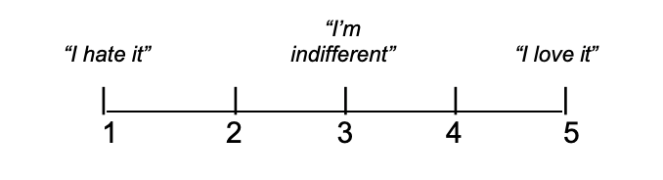 “I hate it”
“I’m
indifferent”
“I love it”
1 2 3 4 5